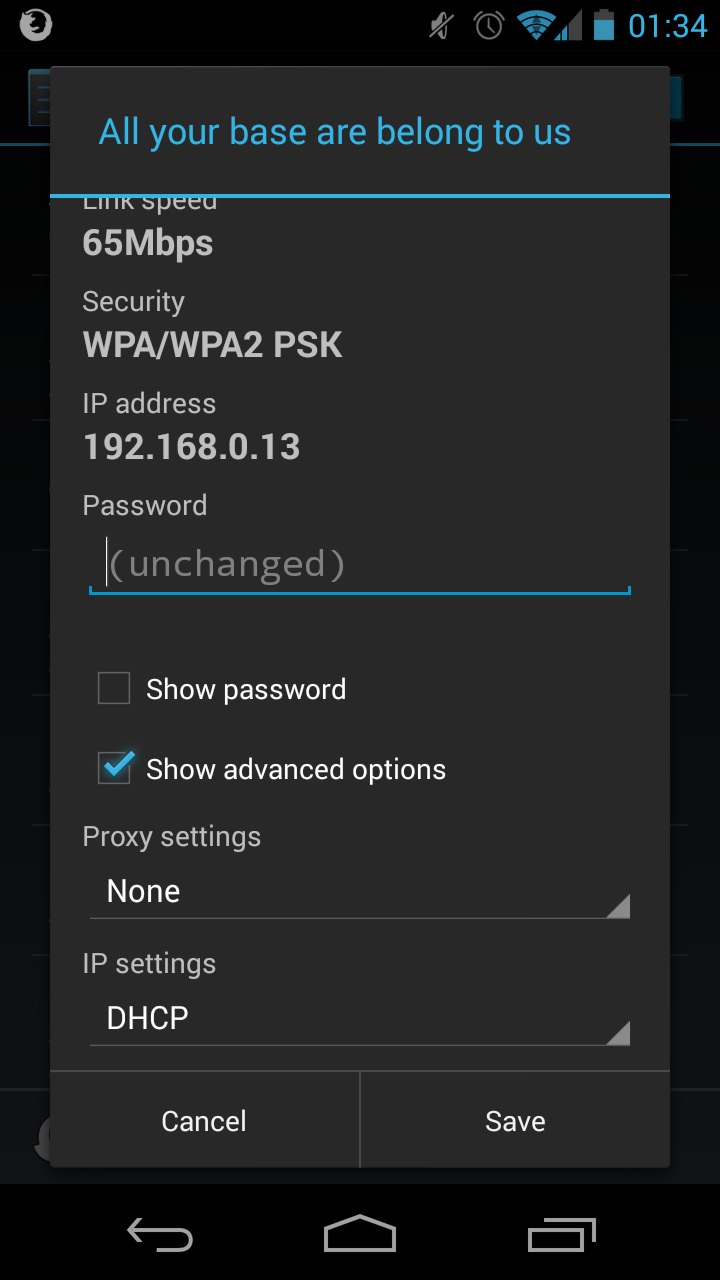 01:34
All your base are belong to us
Link speed
65Mbps
Security
WPA/WPA2 PSK
IP address
192.168.0.13
Password
(unchanged)
Show password
Show advanced options
Proxy settings
None
IP settings
DHCP
Cancel
Save